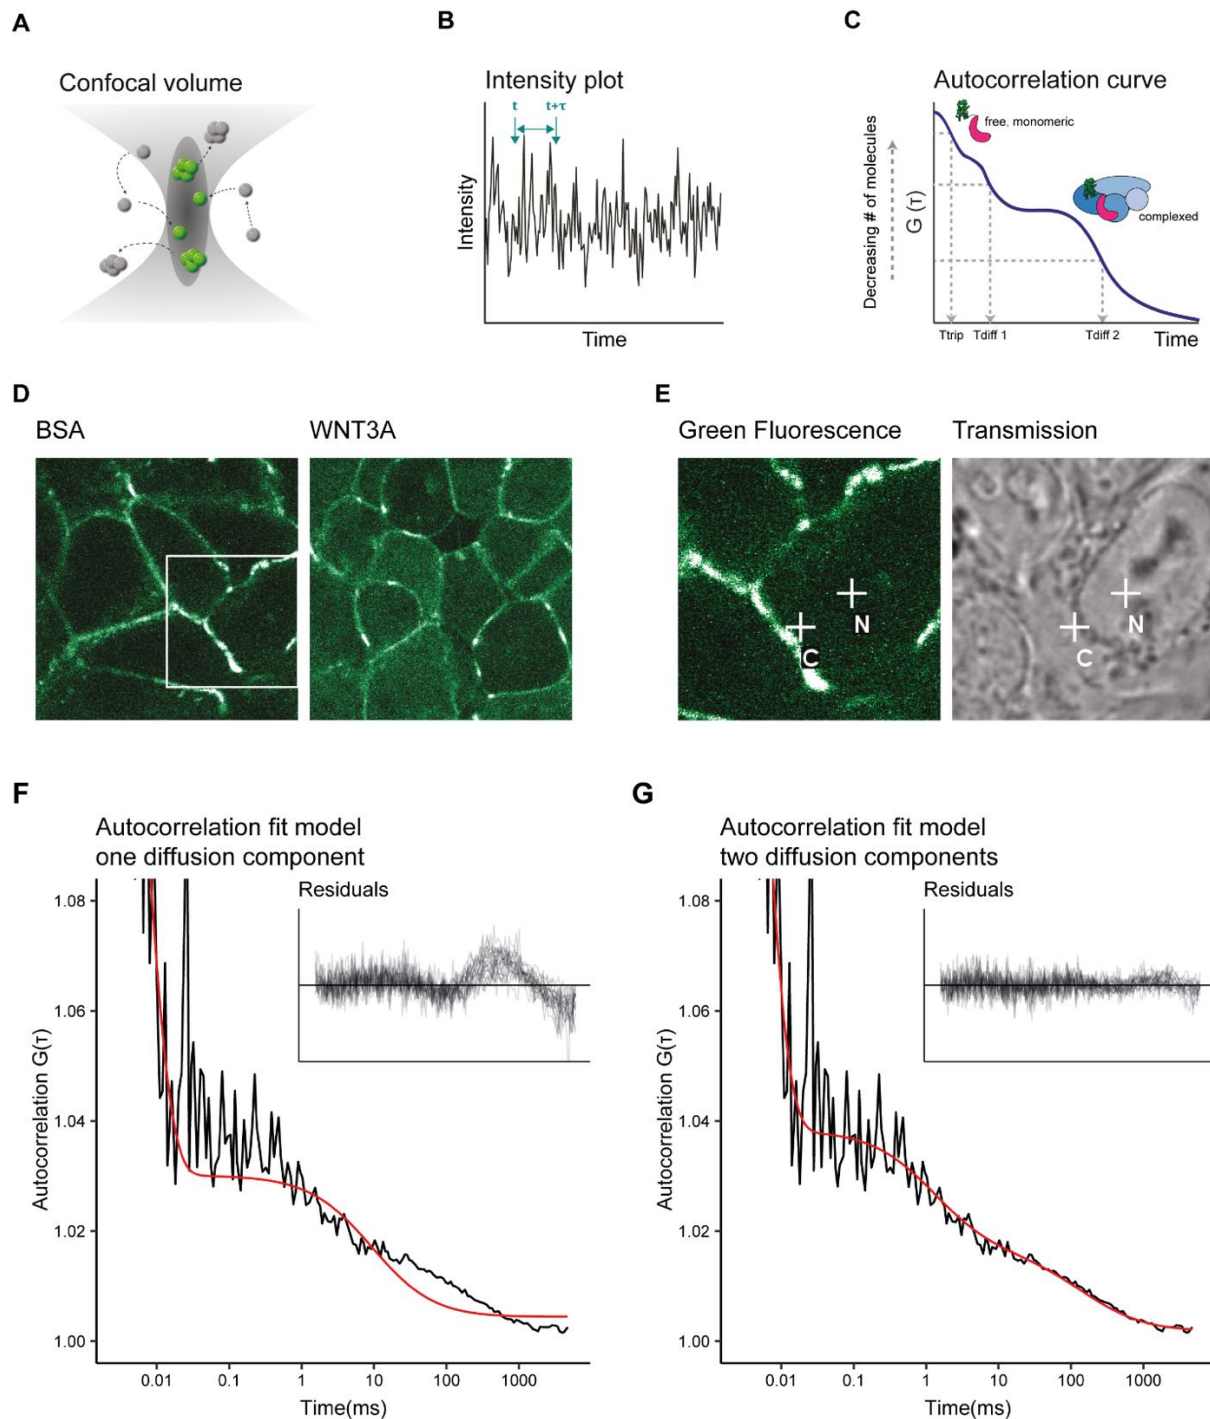 A
Confocal volume
B
Intensity plot
t
t+τ
Intensity
Time
C
Autocorrelation curve
free, monomeric
complexed
Decreasing # of molecules
G (τ)
Ttrip
Tdiff 1
Tdiff 2
Time
D
BSA
WNT3A
E
Green Fluorescence
Transmission
N
C
N
C
F
Autocorrelation fit model
one diffusion component
Residuals
1.08
1.06
1.04
1.02
1.00
Autocorrelation G(τ)
0.01
0.1
1
10
100
1000
Time(ms)
G
Autocorrelation fit model
two diffusion components
Residuals
1.08
1.06
1.04
1.02
1.00
Autocorrelation G(τ)
0.01
0.1
1
10
100
1000
Time(ms)